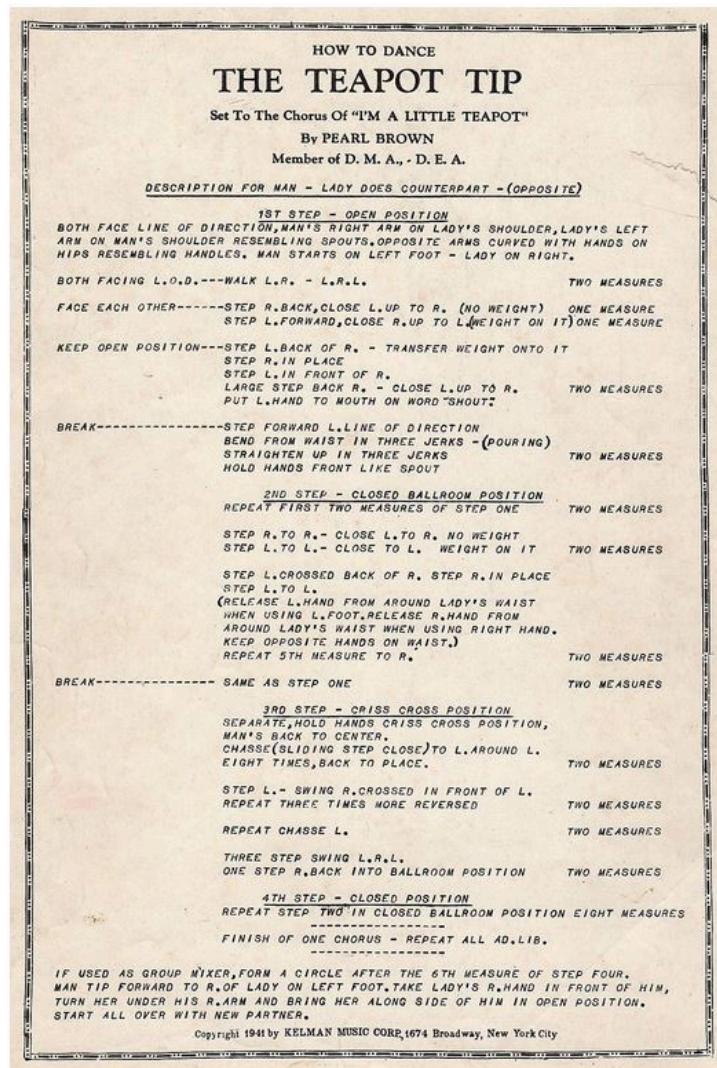 HOW TO DANCE
THE TEAPOT TIP
Set To The Chorus Of "I'M A LITTLE TEAPOT"
By PEARL BROWN
Member of D. M. A., - D. E. A.
DESCRIPTION FOR MAN - LADY DOES COUNTERPART -(OPPOSITE)
1ST STEP - OPEN POSITION
BOTH FACE LINE OF DIRECTION,MAN'S RIGHT ARM ON LADY'S SHOULDER,LADY'S LEFT
ARM ON MAN'S SHOULDER RESEMBLING SPOUTS.OPPOSITE ARMS CURVED WITH HANDS ON
HIPS RESEMBLING HANDLES. MAN STARTS ON LEFT FOOT - LADY ON RIGHT.
BOTH FACING L.O.D.---WALK L.R. - L.R.L. TWO MEASURES
FACE EACH OTHER------STEP R.BACK,CLOSE L.UP TO R. (NO WEIGHT) ONE MEASURE
STEP L.FORWARD,CLOSE R.UP TO L.(WEIGHT ON IT)ONE MEASURE
KEEP OPEN POSITION---STEP L.BACK OF R. - TRANSFER WEIGHT ONTO IT
STEP R.IN PLACE
STEP L.IN FRONT OF R.
LARGE STEP BACK R. - CLOSE L.UP TO R. TWO MEASURES
PUT L.HAND TO MOUTH ON WORD "SHOUT".
BREAK----------------STEP FORWARD L.LINE OF DIRECTION
BEND FROM WAIST IN THREE JERKS -(POURING)
STRAIGHTEN UP IN THREE JERKS TWO MEASURES
HOLD HANDS FRONT LIKE SPOUT
2ND STEP - CLOSED BALLROOM POSITION
REPEAT FIRST TWO MEASURES OF STEP ONE TWO MEASURES
STEP R.TO R.- CLOSE L.TO R. NO WEIGHT
STEP L.TO L.- CLOSE TO L. WEIGHT ON IT TWO MEASURES
STEP L.CROSSED BACK OF R. STEP R.IN PLACE
STEP L.TO L.
(RELEASE L.HAND FROM AROUND LADY'S WAIST
WHEN USING L.FOOT.RELEASE R.HAND FROM
AROUND LADY'S WAIST WHEN USING RIGHT HAND.
KEEP OPPOSITE HANDS ON WAIST.)
REPEAT 5TH MEASURE TO R. TWO MEASURES
BREAK-------------- SAME AS STEP ONE TWO MEASURES
3RD STEP - CRISS CROSS POSITION
SEPARATE,HOLD HANDS CRISS CROSS POSITION,
MAN'S BACK TO CENTER.
CHASSE(SLIDING STEP CLOSE)TO L.AROUND L.
EIGHT TIMES,BACK TO PLACE. TWO MEASURES
STEP L.- SWING R.CROSSED IN FRONT OF L.
REPEAT THREE TIMES MORE REVERSED TWO MEASURES
REPEAT CHASSE L. TWO MEASURES
THREE STEP SWING L.R.L.
ONE STEP R.BACK INTO BALLROOM POSITION TWO MEASURES
4TH STEP - CLOSED POSITION
REPEAT STEP TWO IN CLOSED BALLROOM POSITION EIGHT MEASURES
FINISH OF ONE CHORUS - REPEAT ALL AD.LIB.
IF USED AS GROUP MIXER,FORM A CIRCLE AFTER THE 6TH MEASURE OF STEP FOUR.
MAN TIP FORWARD TO R.OF LADY ON LEFT FOOT.TAKE LADY'S R.HAND IN FRONT OF HIM,
TURN HER UNDER HIS R.ARM AND BRING HER ALONG SIDE OF HIM IN OPEN POSITION.
START ALL OVER WITH NEW PARTNER.
Copyright 1941 by KELMAN MUSIC CORP, 1674 Broadway, New York City